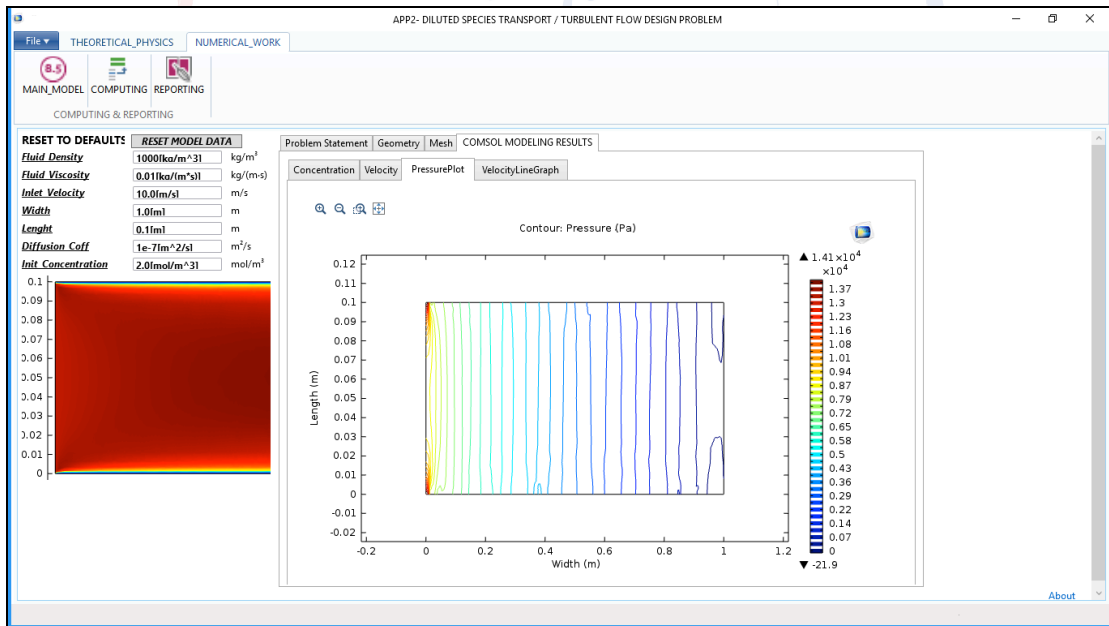 APP2- DILUTED SPECIES TRANSPORT / TURBULENT FLOW DESIGN PROBLEM
File THEORETICAL_PHYSICS NUMERICAL_WORK
8.5
MAIN_MODEL COMPUTING REPORTING
COMPUTING & REPORTING
RESET TO DEFAULTS RESET MODEL DATA
Fluid Density 1000[kg/m^3] kg/m³
Fluid Viscosity 0.01[kg/(m*s)] kg/(m·s)
Inlet Velocity 10.0[m/s] m/s
Width 1.0[m] m
Lenght 0.1[m] m
Diffusion Coff 1e-7[m^2/s] m²/s
Init Concentration 2.0[mol/m^3] mol/m³
0.1
0.09
0.08
0.07
0.06
0.05
0.04
0.03
0.02
0.01
0
Problem Statement Geometry Mesh COMSOL MODELING RESULTS
Concentration Velocity PressurePlot VelocityLineGraph
Contour: Pressure (Pa)
Length (m)
0.12
0.11
0.1
0.09
0.08
0.07
0.06
0.05
0.04
0.03
0.02
0.01
0
-0.01
-0.02
-0.2 0 0.2 0.4 0.6 0.8 1 1.2
Width (m)
▲ 1.41×10⁴
×10⁴
1.37
1.3
1.23
1.16
1.08
1.01
0.94
0.87
0.79
0.72
0.65
0.58
0.5
0.43
0.36
0.29
0.22
0.14
0.07
0
▼ -21.9
About